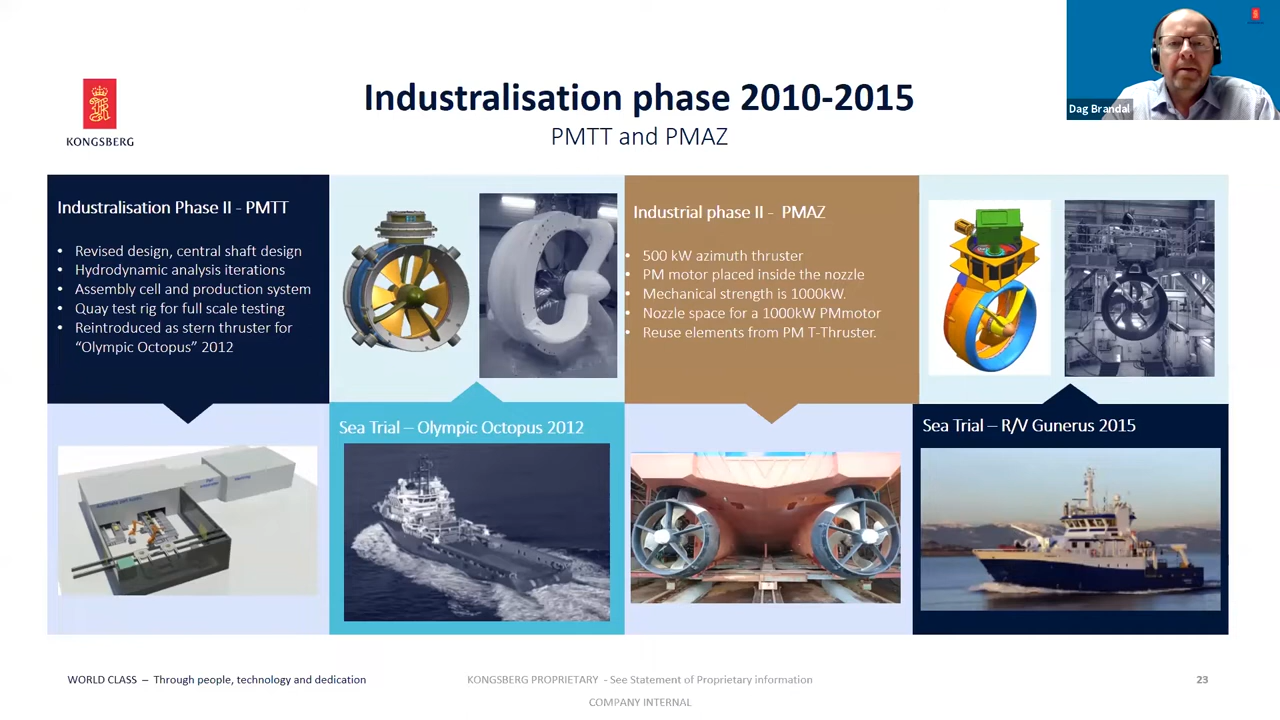 Industralisation phase 2010-2015
PMTT and PMAZ
KONGSBERG
Dag Brandal
Industralisation Phase II - PMTT
• Revised design, central shaft design
• Hydrodynamic analysis iterations
• Assembly cell and production system
• Quay test rig for full scale testing
• Reintroduced as stern thruster for
“Olympic Octopus” 2012
Industrial phase II - PMAZ
• 500 kW azimuth thruster
• PM motor placed inside the nozzle
• Mechanical strength is 1000kW.
• Nozzle space for a 1000kW PMmotor
• Reuse elements from PM T-Thruster.
Sea Trial – Olympic Octopus 2012
Sea Trial – R/V Gunerus 2015
WORLD CLASS – Through people, technology and dedication
KONGSBERG PROPRIETARY - See Statement of Proprietary information
23
COMPANY INTERNAL